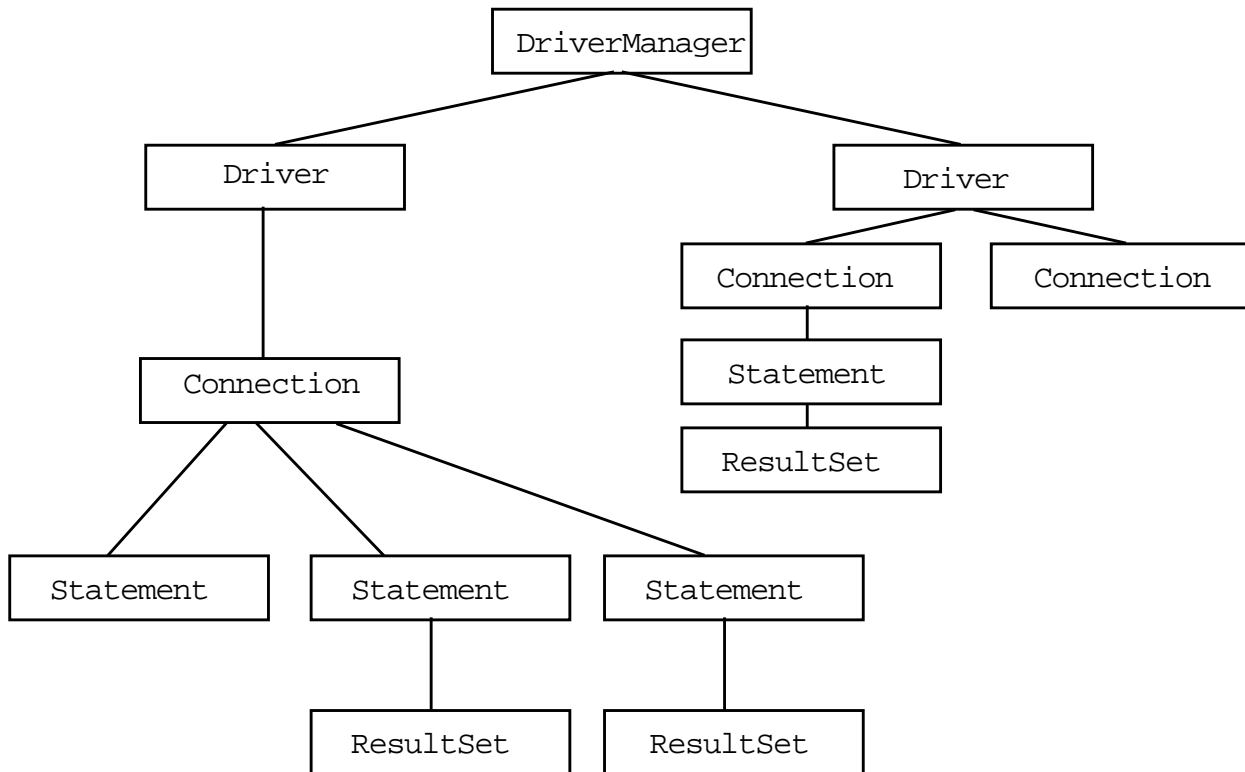 DriverManager
Driver
Driver
Connection
Connection
Connection
Statement
ResultSet
Statement
Statement
Statement
ResultSet
ResultSet